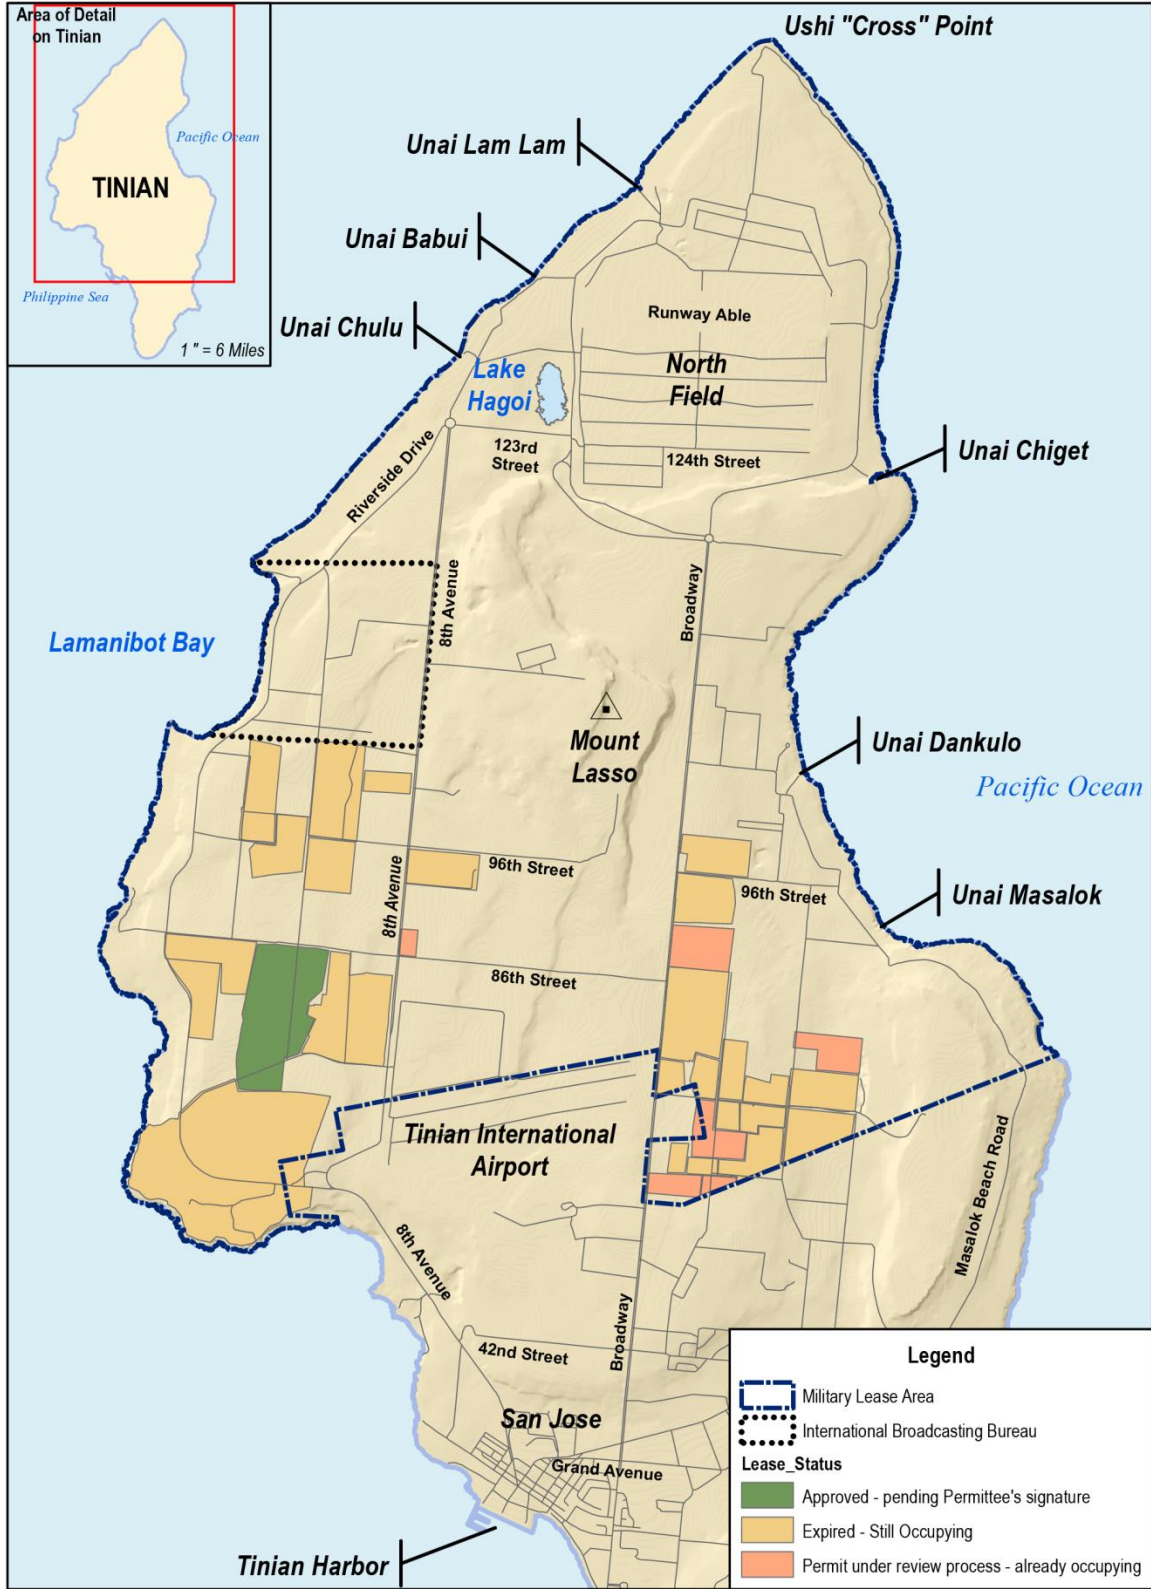 Area of Detail
on Tinian
Pacific Ocean
TINIAN
Philippine Sea
1 " = 6 Miles
Ushi "Cross" Point
Unai Lam Lam
Unai Babui
Unai Chulu
Runway Able
Lake
Hagoi
North
Field
123rd
Street
124th Street
Unai Chiget
Riverside Drive
8th Avenue
Broadway
Lamanibot Bay
Mount
Lasso
Unai Dankulo
Pacific Ocean
96th Street
8th Avenue
96th Street
Unai Masalok
86th Street
Tinian International
Airport
Masalok Beach Road
8th Avenue
Broadway
42nd Street
San Jose
Grand Avenue
Tinian Harbor
Legend
Military Lease Area
International Broadcasting Bureau
Lease_Status
Approved - pending Permittee's signature
Expired - Still Occupying
Permit under review process - already occupying